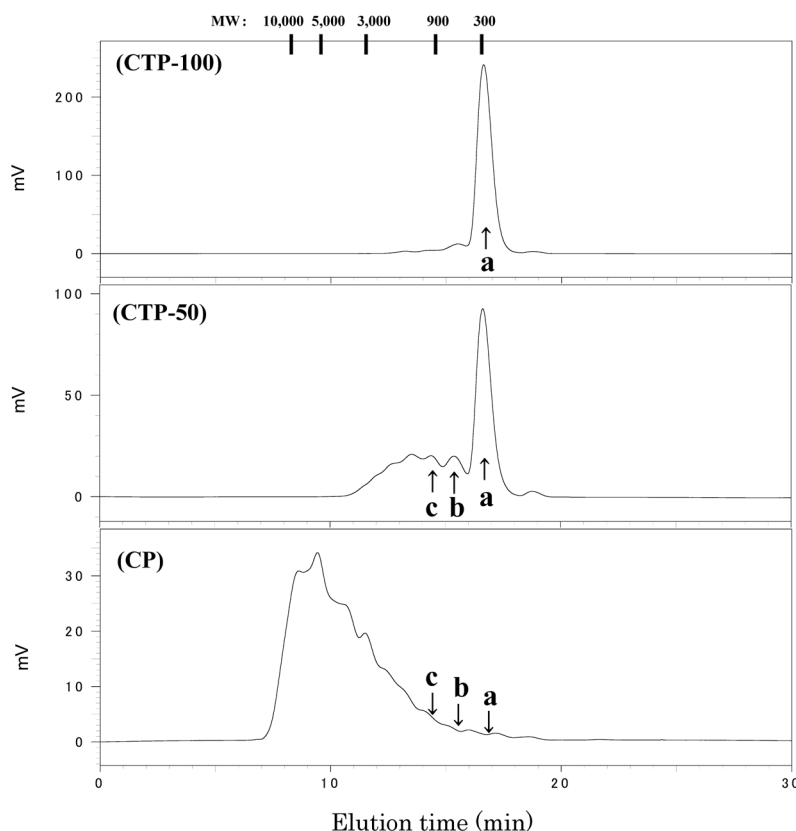 MW : 10,000 5,000 3,000 900 300
(CTP-100)
200
100
0
mV
a
(CTP-50)
100
50
0
mV
c b a
(CP)
30
20
10
0
mV
c b a
0 10 20 30
Elution time (min)